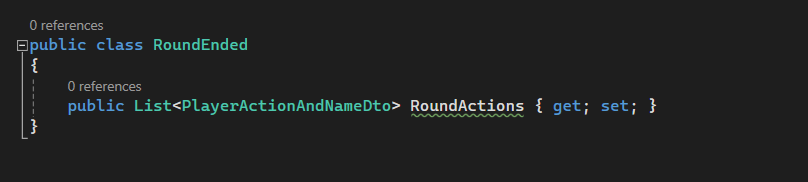 0 references
public class RoundEnded
{
0 references
public List<PlayerActionAndNameDto> RoundActions { get; set; }
}